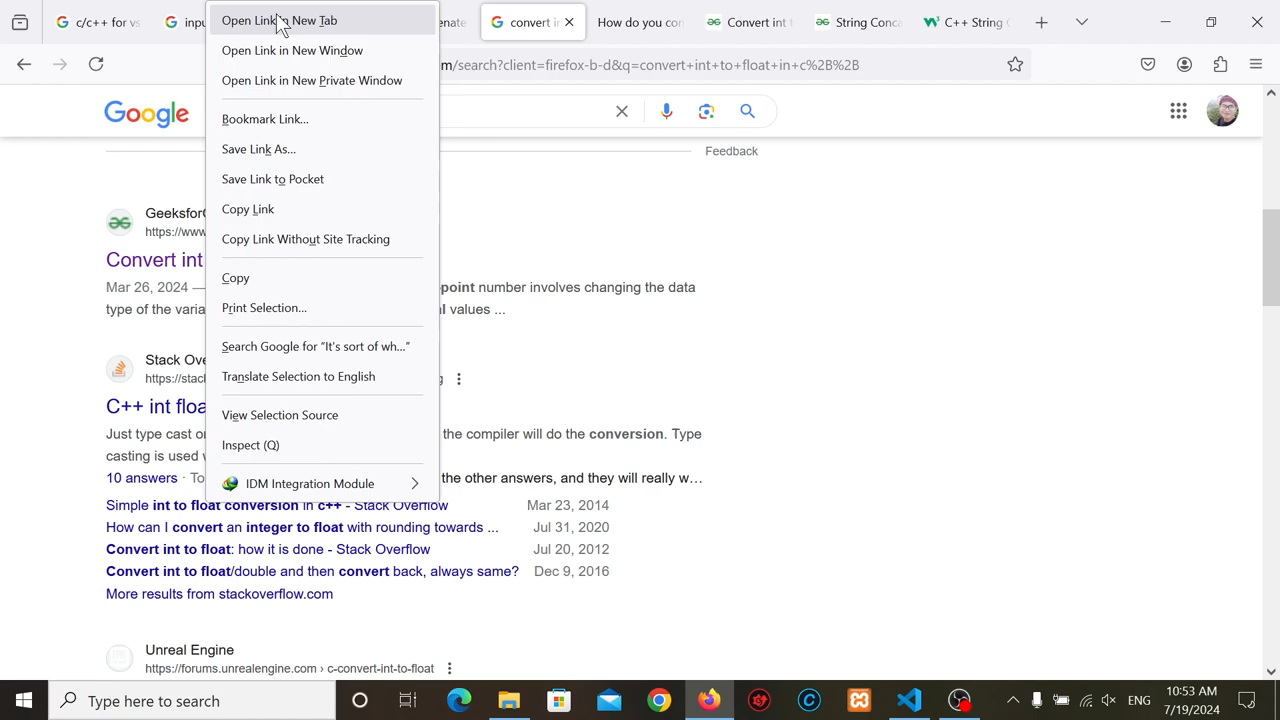 c/c++ for vs
inpu
enate
convert in
How do you con
Convert int
String Conca
C++ String
m/search?client=firefox-b-d&q=convert+int+to+float+in+c%2B%2B
Open Link in New Tab
Open Link in New Window
Open Link in New Private Window
Bookmark Link...
Save Link As...
Save Link to Pocket
Copy Link
Copy Link Without Site Tracking
Copy
Print Selection...
Search Google for "It's sort of wh..."
Translate Selection to English
View Selection Source
Inspect (Q)
IDM Integration Module
Google
Feedback
GeeksforG
https://www
Convert int
Mar 26, 2024 — point number involves changing the data
type of the varia l values ...
Stack Ove
https://stac g
C++ int floa
Just type cast o the compiler will do the conversion. Type
casting is used
10 answers · To the other answers, and they will really w...
Simple int to float conversion in c++ - Stack Overflow Mar 23, 2014
How can I convert an integer to float with rounding towards ... Jul 31, 2020
Convert int to float: how it is done - Stack Overflow Jul 20, 2012
Convert int to float/double and then convert back, always same? Dec 9, 2016
More results from stackoverflow.com
Unreal Engine
https://forums.unrealengine.com › c-convert-int-to-float
Type here to search
ENG
10:53 AM
7/19/2024